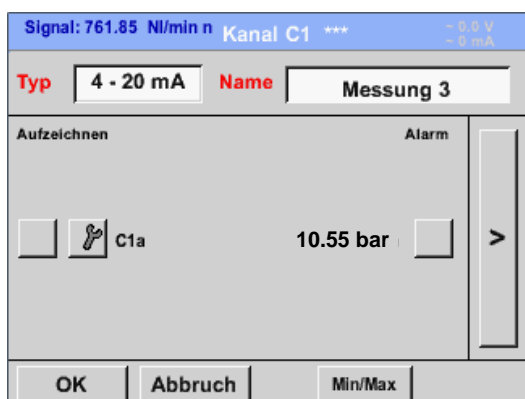 Signal: 761.85 Nl/min n Kanal C1 *** ~ 0.0 V
~ 0 mA
Typ 4 - 20 mA Name Messung 3
Aufzeichnen Alarm
C1a 10.55 bar >
OK Abbruch Min/Max